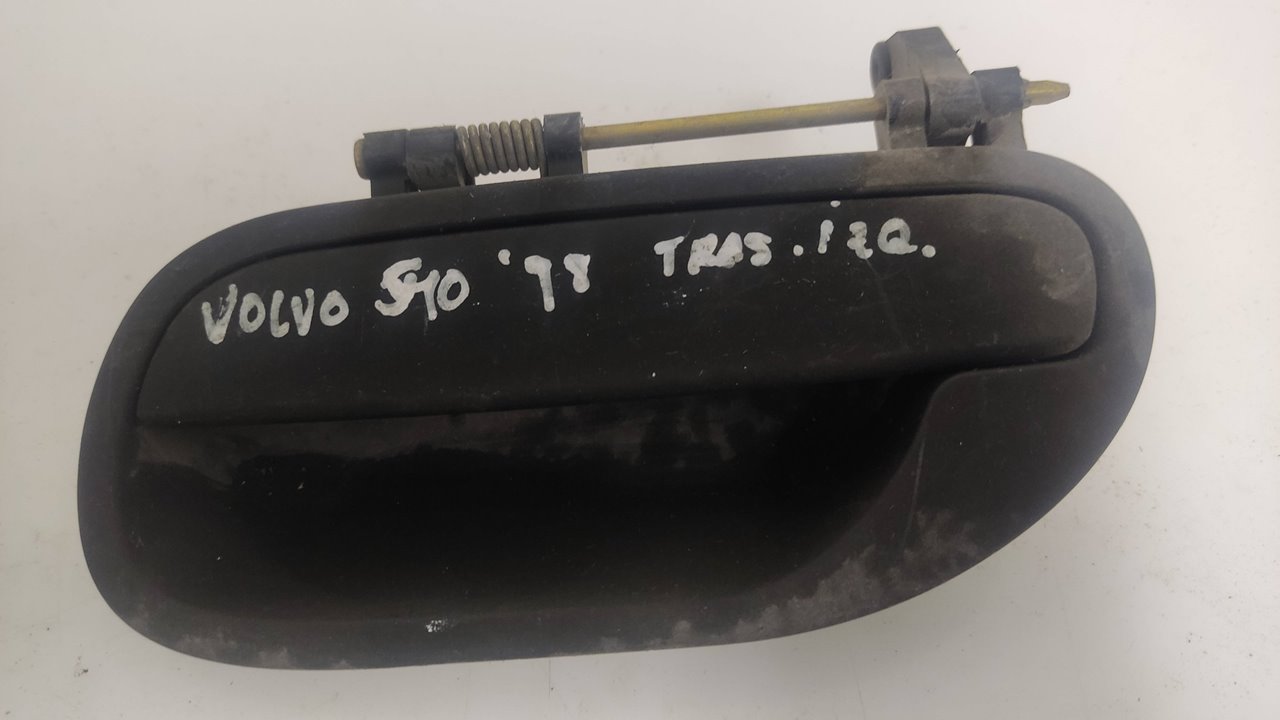 VOLVO S40 '98 TRAS. izQ.